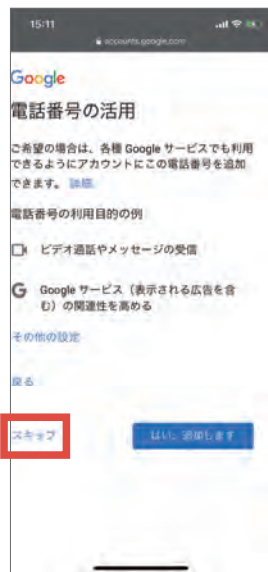 15:11
accounts.google.com
Google
電話番号の活用
ご希望の場合は、各種 Google サービスでも利用
できるようにアカウントにこの電話番号を追加
できます。 詳細
電話番号の利用目的の例
ビデオ通話やメッセージの受信
G Google サービス（表示される広告を含
む）の関連性を高める
その他の設定
戻る
スキップ
はい、追加します